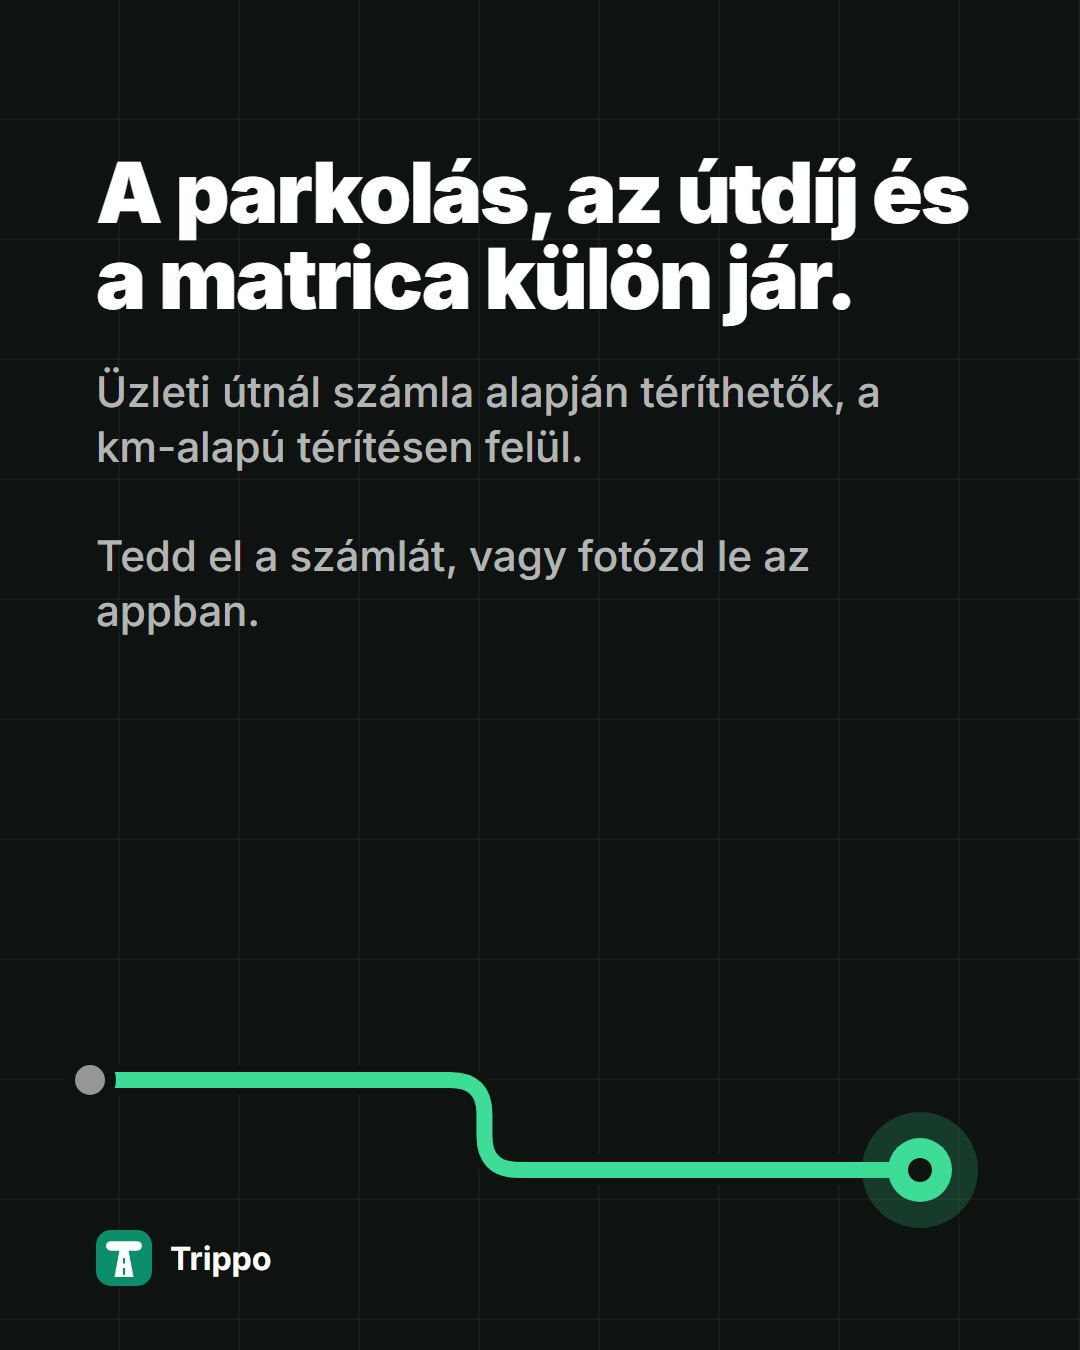 A parkolás, az útdíj és
a matrica külön jár.
Üzleti útnál számla alapján téríthetők, a
km-alapú térítésen felül.
Tedd el a számlát, vagy fotózd le az
appban.
Trippo